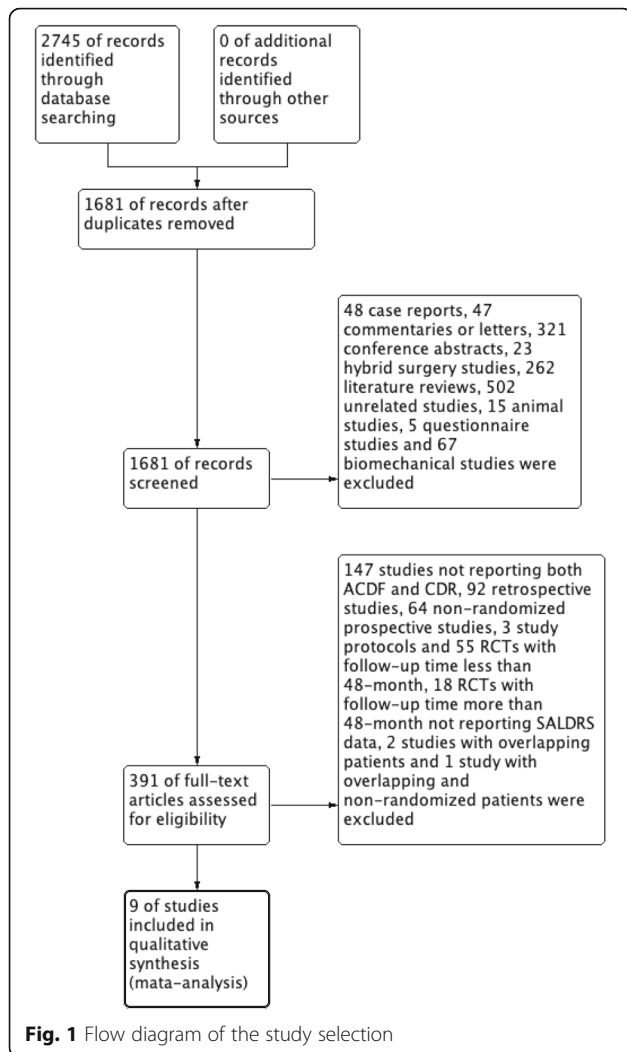 2745 of records
identified
through
database
searching
0 of additional
records
identified
through other
sources
1681 of records after
duplicates removed
48 case reports, 47
commentaries or letters, 321
conference abstracts, 23
hybrid surgery studies, 262
literature reviews, 502
unrelated studies, 15 animal
studies, 5 questionnaire
studies and 67
biomechanical studies were
excluded
1681 of records
screened
147 studies not reporting both
ACDF and CDR, 92 retrospective
studies, 64 non-randomized
prospective studies, 3 study
protocols and 55 RCTs with
follow-up time less than
48-month, 18 RCTs with
follow-up time more than
48-month not reporting SALDRS
data, 2 studies with overlapping
patients and 1 study with
overlapping and
non-randomized patients were
excluded
391 of full-text
articles assessed
for eligibility
9 of studies
included in
qualitative
synthesis
(mata-analysis)
Fig. 1 Flow diagram of the study selection